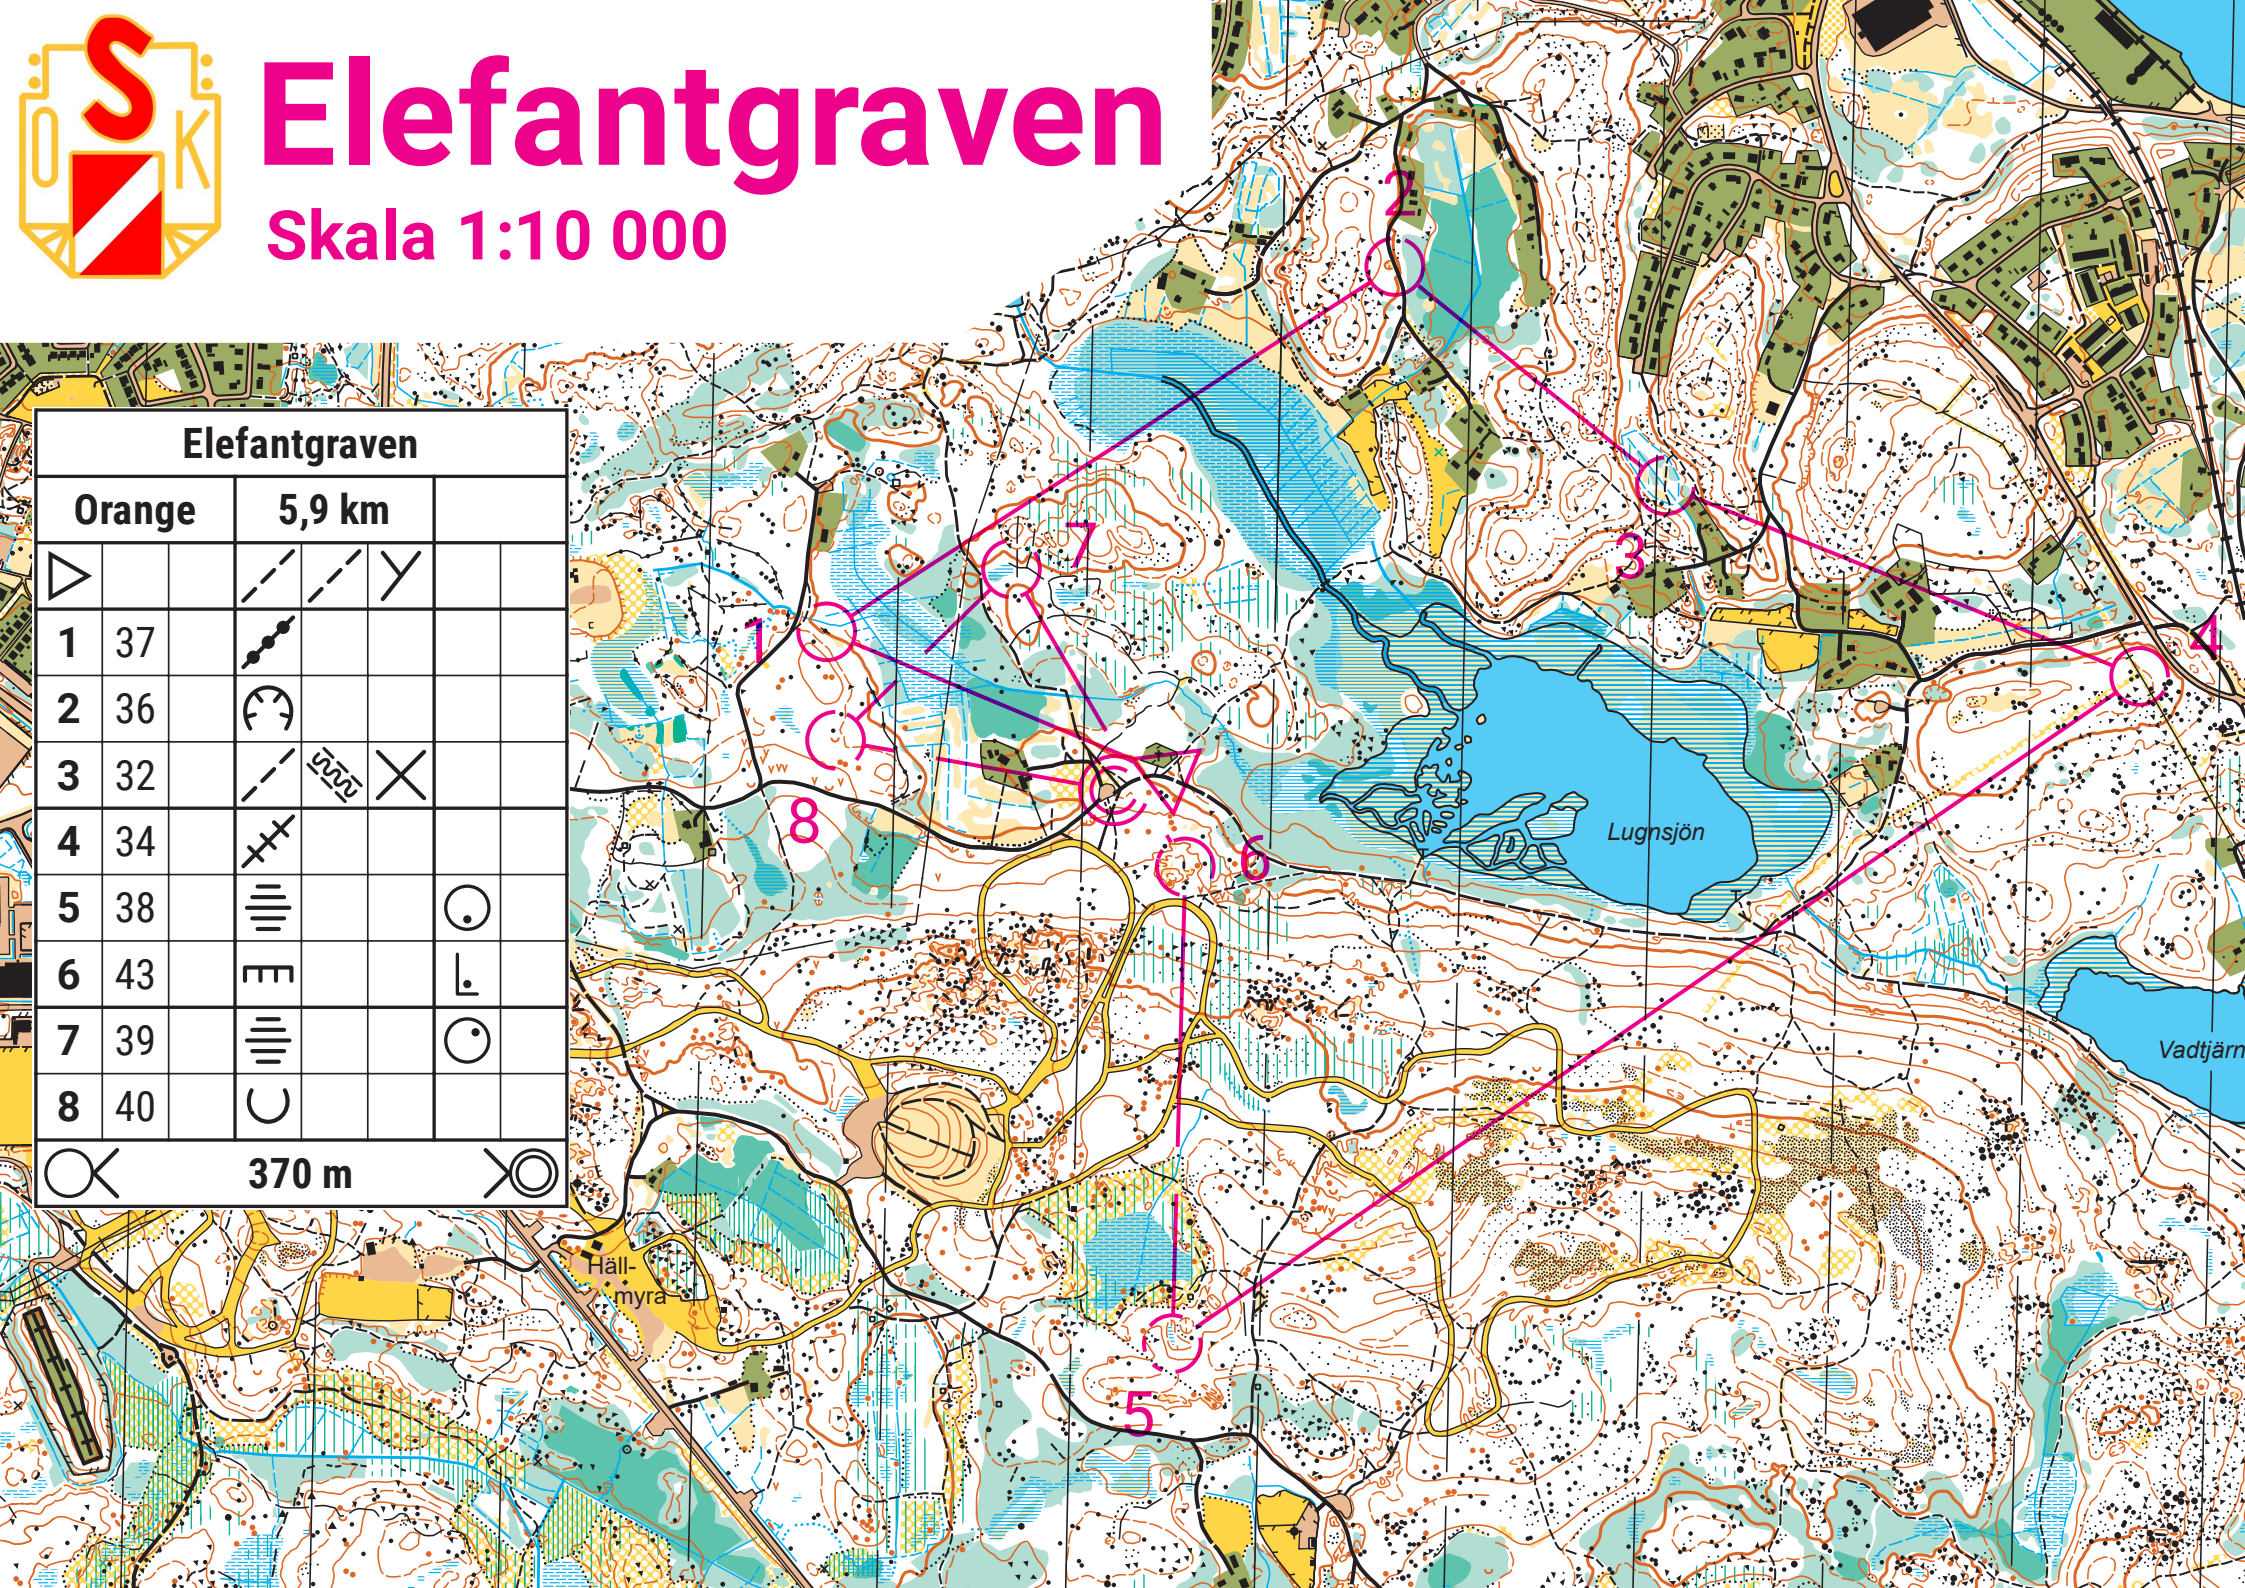 S
O K
Elefantgraven
Skala 1:10 000
Elefantgraven
Orange 5,9 km
1 37
2 36
3 32
4 34
5 38
6 43
7 39
8 40
370 m
2
7
3
1
4
8
6
5
Lugnsjön
Vadtjärn
Häll-
myra